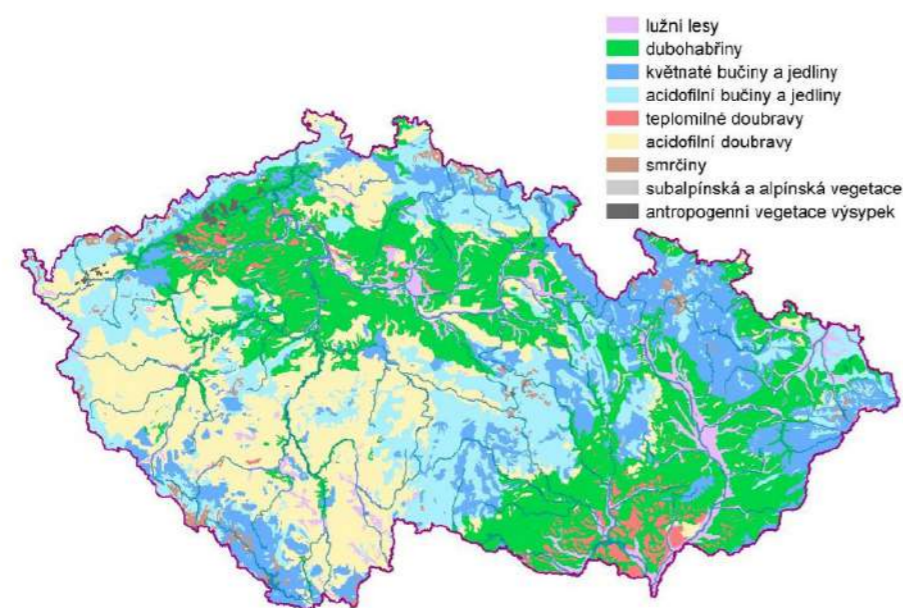 lužní lesy
dubohabřiny
květnaté bučiny a jedliny
acidofilní bučiny a jedliny
teplomilné doubravy
acidofilní doubravy
smrčiny
subalpínská a alpínská vegetace
antropogenní vegetace výsypek